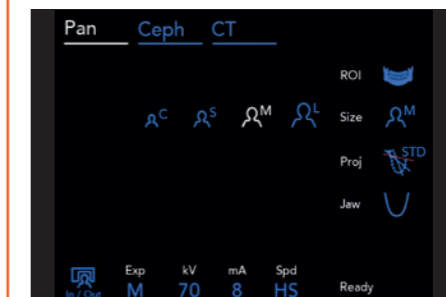 Pan Ceph CT
ROI
C S M L Size M
Proj STD
Jaw
Exp kV mA Spd
In / Out M 70 8 HS Ready